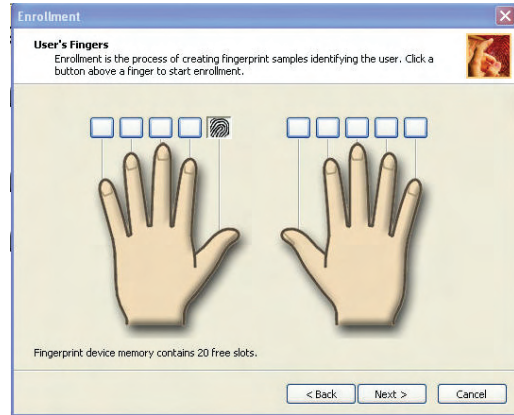 Enrollment
User's Fingers
Enrollment is the process of creating fingerprint samples identifying the user. Click a
button above a finger to start enrollment.
Fingerprint device memory contains 20 free slots.
< Back Next > Cancel